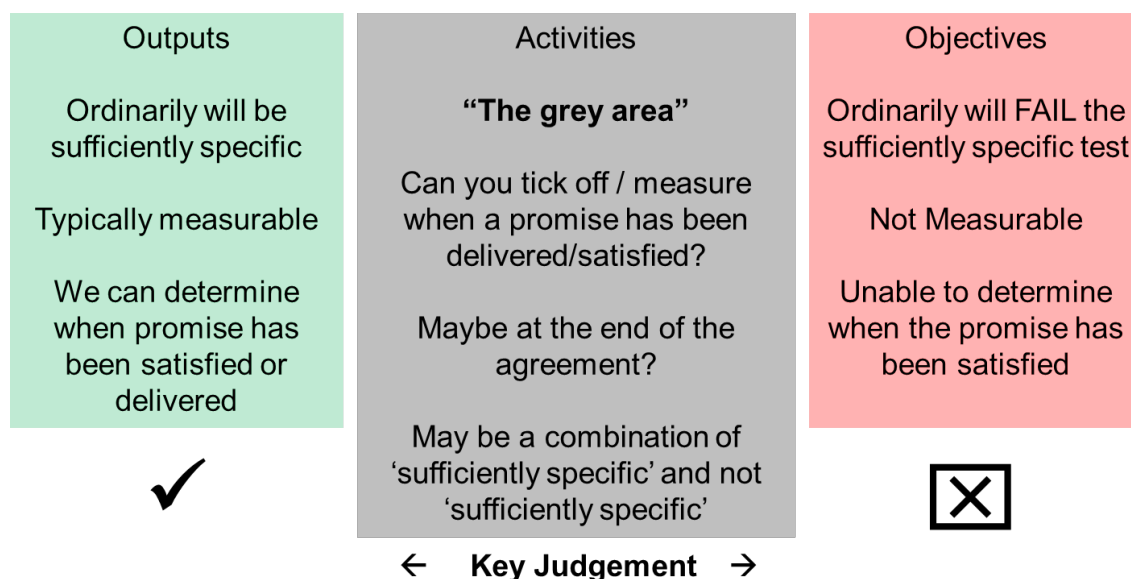 Outputs
Ordinarily will be
sufficiently specific
Typically measurable
We can determine
when promise has
been satisfied or
delivered
Activities
“The grey area”
Can you tick off / measure
when a promise has been
delivered/satisfied?
Maybe at the end of the
agreement?
May be a combination of
‘sufficiently specific’ and not
‘sufficiently specific’
Objectives
Ordinarily will FAIL the
sufficiently specific test
Not Measurable
Unable to determine
when the promise has
been satisfied
← Key Judgement →